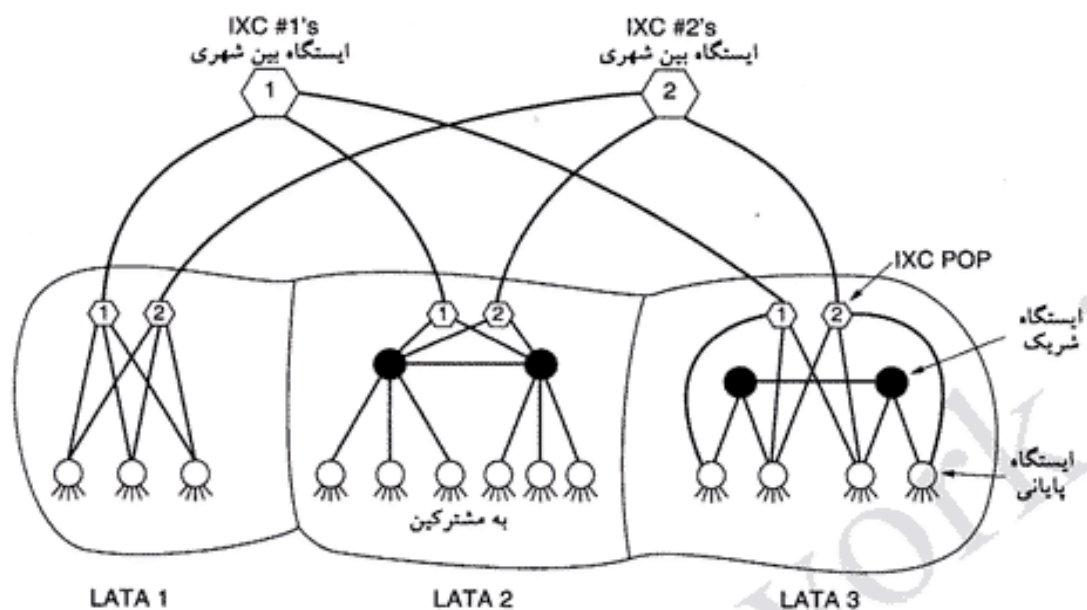 IXC #1's
ایستگاه بین شهری
IXC #2's
ایستگاه بین شهری
1
2
IXC POP
1
2
1
2
1
2
ایستگاه
شریک
ایستگاه
پایانی
به مشترکین
LATA 1
LATA 2
LATA 3
work